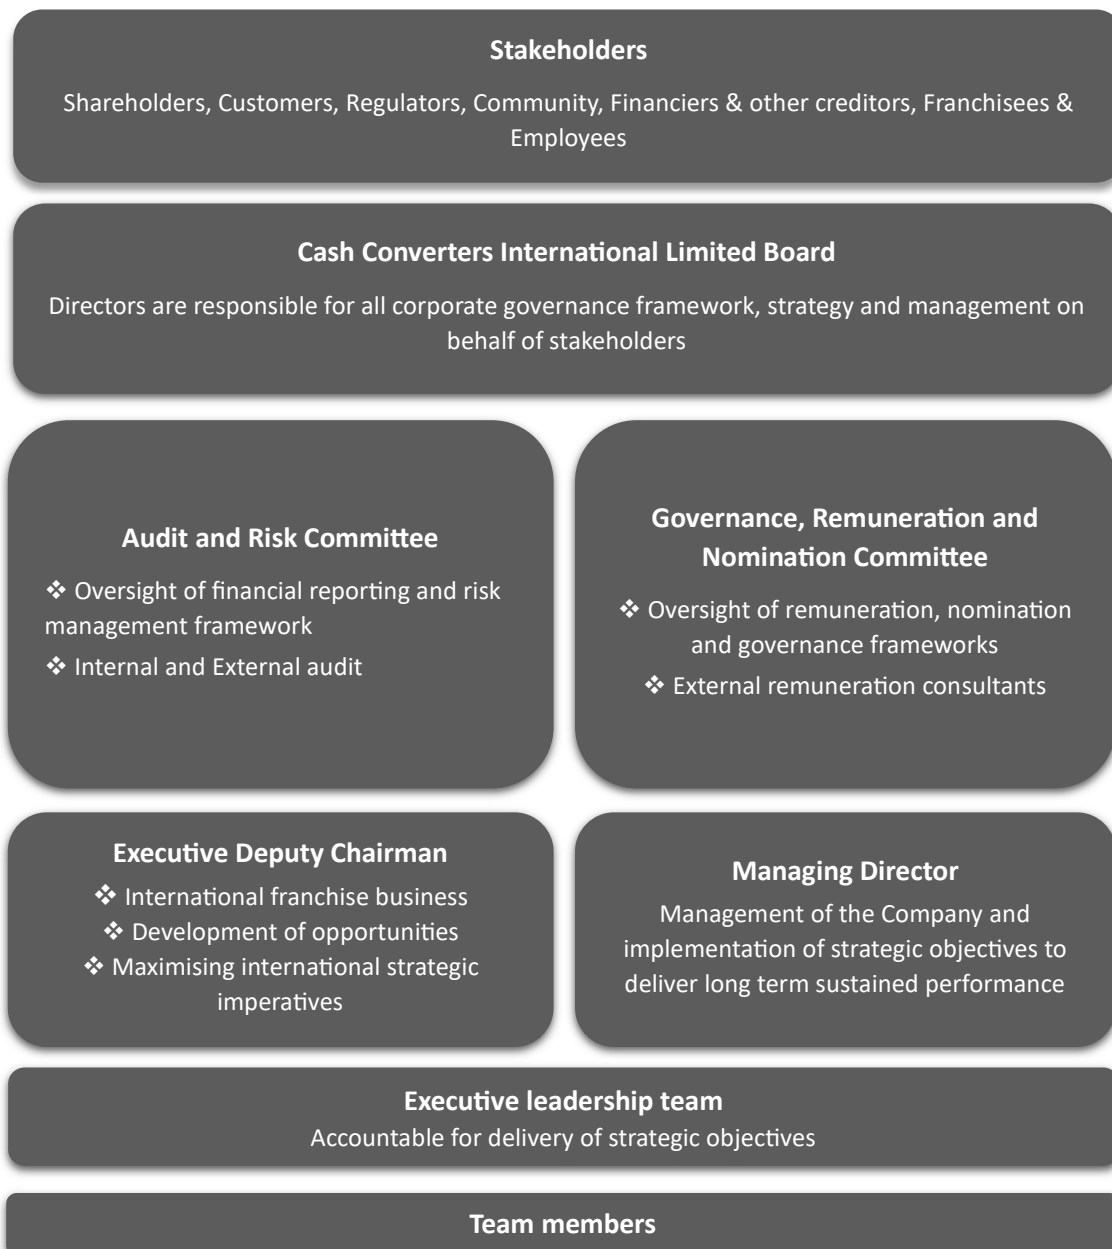 Stakeholders
Shareholders, Customers, Regulators, Community, Financiers & other creditors, Franchisees &
Employees
Cash Converters International Limited Board
Directors are responsible for all corporate governance framework, strategy and management on
behalf of stakeholders
Audit and Risk Committee
❖ Oversight of financial reporting and risk
management framework
❖ Internal and External audit
Governance, Remuneration and
Nomination Committee
❖ Oversight of remuneration, nomination
and governance frameworks
❖ External remuneration consultants
Executive Deputy Chairman
❖ International franchise business
❖ Development of opportunities
❖ Maximising international strategic
imperatives
Managing Director
Management of the Company and
implementation of strategic objectives to
deliver long term sustained performance
Executive leadership team
Accountable for delivery of strategic objectives
Team members